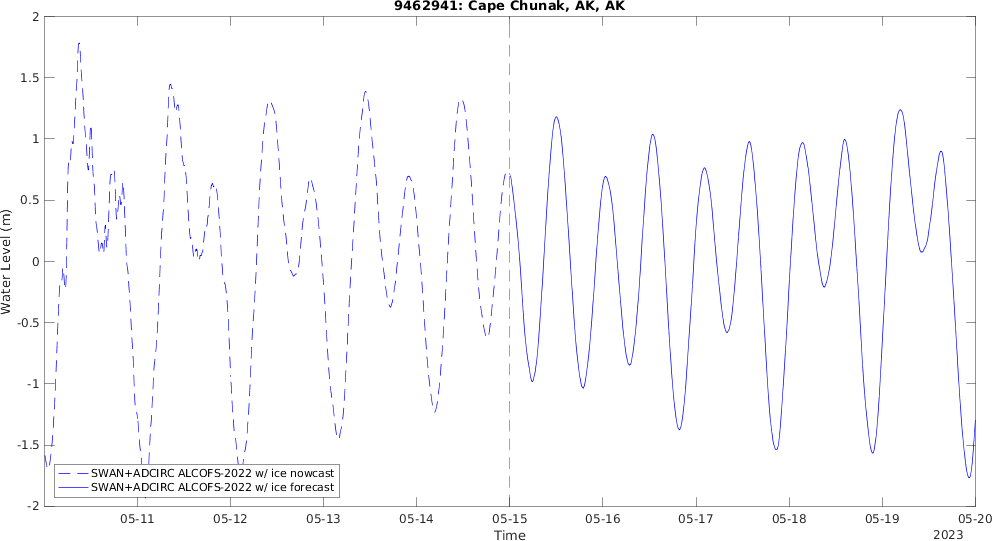 9462941: Cape Chunak, AK, AK
Water Level (m)
2
1.5
1
0.5
0
-0.5
-1
-1.5
-2
SWAN+ADCIRC ALCOFS-2022 w/ ice nowcast
SWAN+ADCIRC ALCOFS-2022 w/ ice forecast
05-11 05-12 05-13 05-14 05-15 05-16 05-17 05-18 05-19 05-20
Time
2023